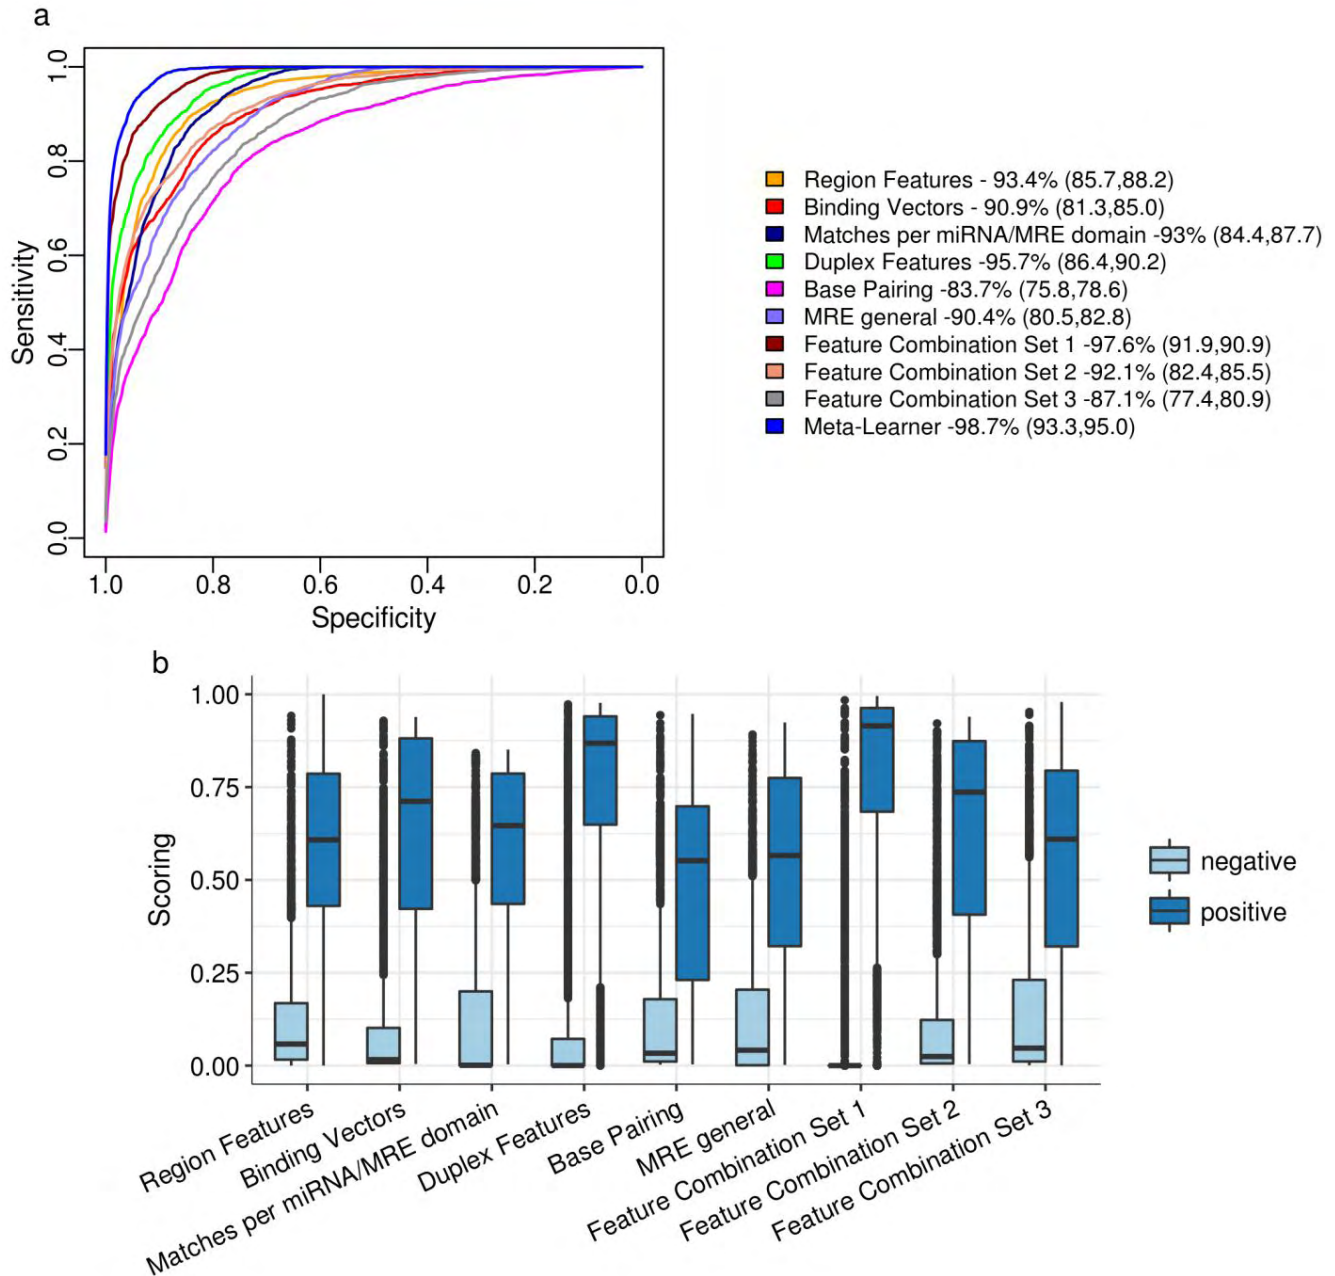 a
Sensitivity
1.0
0.8
0.6
0.4
0.2
0.0
1.0 0.8 0.6 0.4 0.2 0.0
Specificity
Region Features - 93.4% (85.7,88.2)
Binding Vectors - 90.9% (81.3,85.0)
Matches per miRNA/MRE domain -93% (84.4,87.7)
Duplex Features -95.7% (86.4,90.2)
Base Pairing -83.7% (75.8,78.6)
MRE general -90.4% (80.5,82.8)
Feature Combination Set 1 -97.6% (91.9,90.9)
Feature Combination Set 2 -92.1% (82.4,85.5)
Feature Combination Set 3 -87.1% (77.4,80.9)
Meta-Learner -98.7% (93.3,95.0)
b
Scoring
1.00
0.75
0.50
0.25
0.00
Region Features
Binding Vectors
Matches per miRNA/MRE domain
Duplex Features
Base Pairing
MRE general
Feature Combination Set 1
Feature Combination Set 2
Feature Combination Set 3
negative
positive